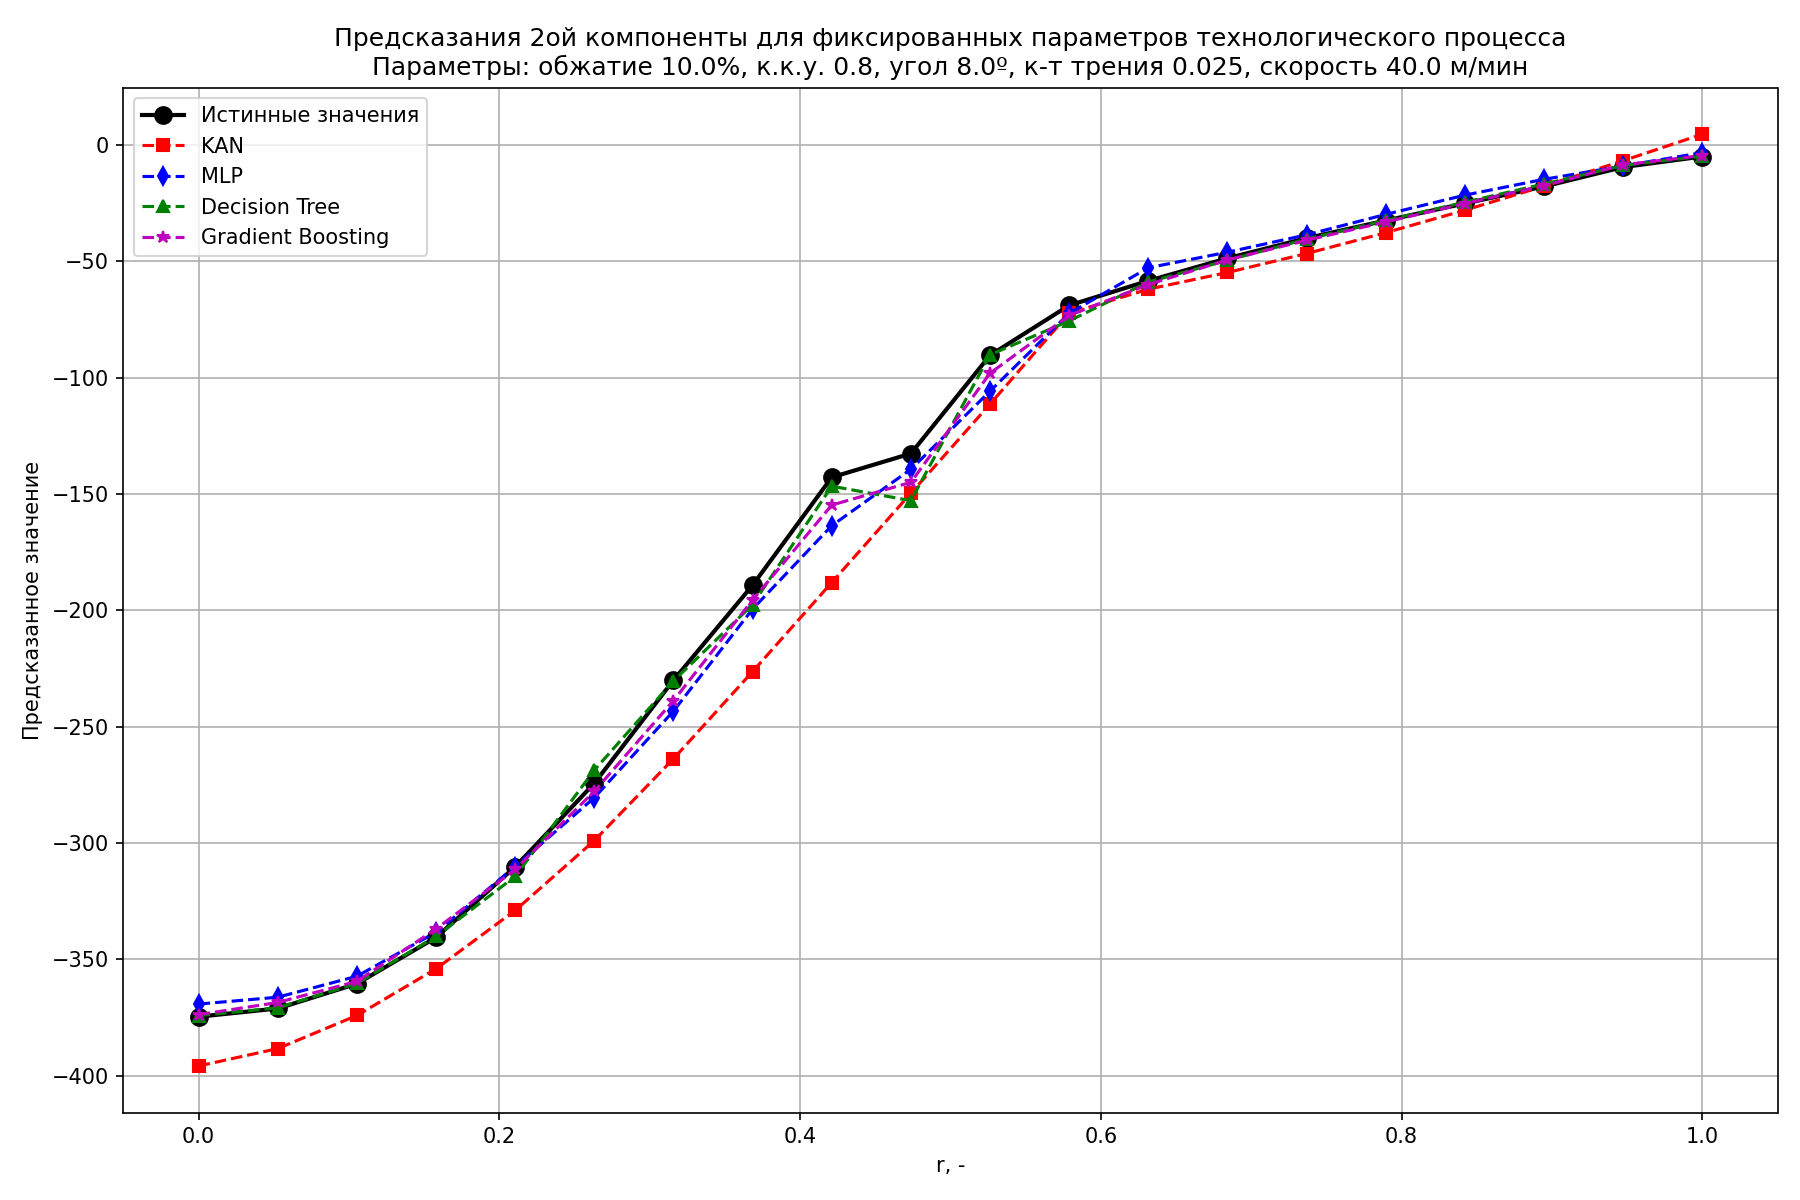 Предсказания 2ой компоненты для фиксированных параметров технологического процесса
Параметры: обжатие 10.0%, к.к.у. 0.8, угол 8.0º, к-т трения 0.025, скорость 40.0 м/мин
Истинные значения
KAN
MLP
Decision Tree
Gradient Boosting
Предсказанное значение
0
−50
−100
−150
−200
−250
−300
−350
−400
0.0 0.2 0.4 0.6 0.8 1.0
r, -